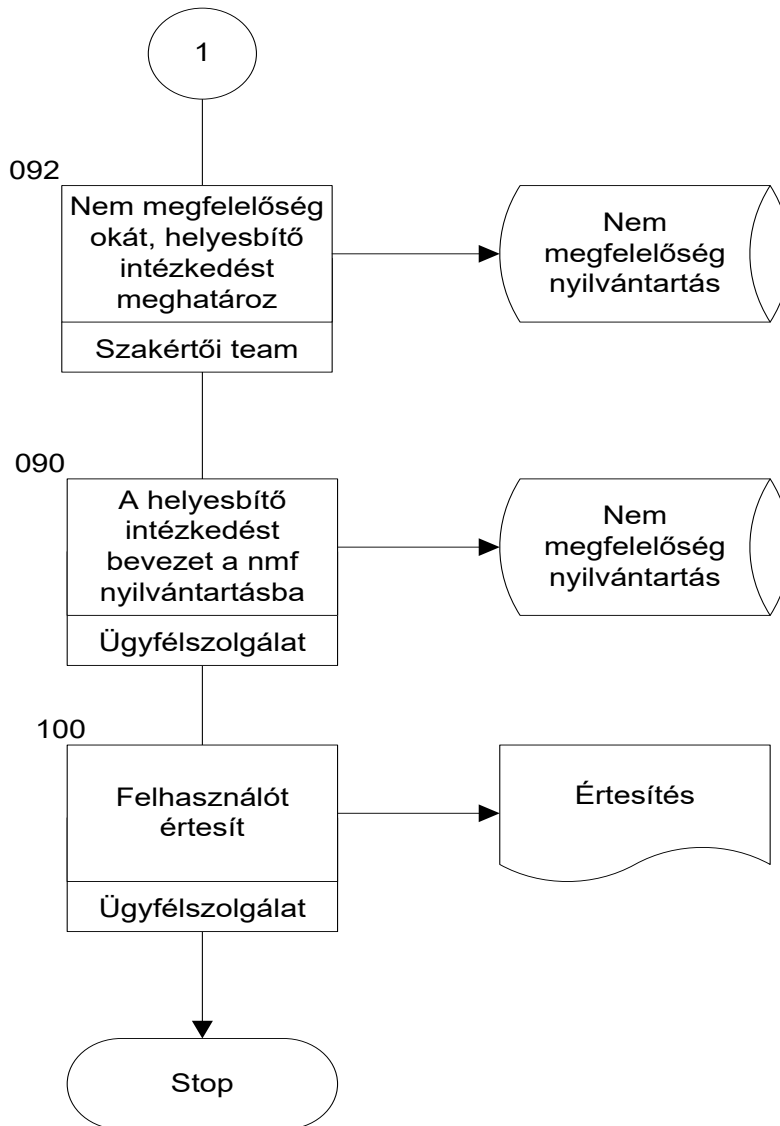 1
092
Nem megfelelőség
okát, helyesbítő
intézkedést
meghatároz
Szakértői team
Nem
megfelelőség
nyilvántartás
090
A helyesbítő
intézkedést
bevezet a nmf
nyilvántartásba
Ügyfélszolgálat
Nem
megfelelőség
nyilvántartás
100
Felhasználót
értesít
Ügyfélszolgálat
Értesítés
Stop